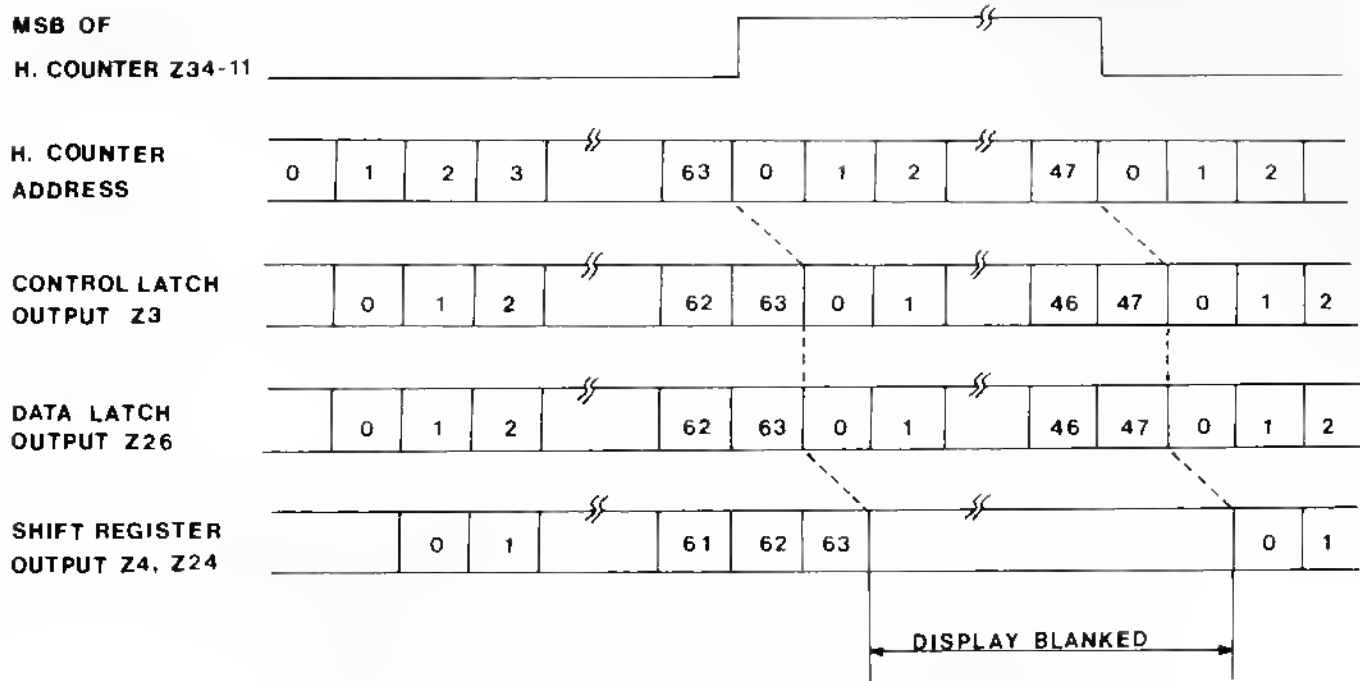 MSB OF
H. COUNTER Z34-11
H. COUNTER
ADDRESS
0 1 2 3 63 0 1 2 47 0 1 2
CONTROL LATCH
OUTPUT Z3
0 1 2 62 63 0 1 46 47 0 1 2
DATA LATCH
OUTPUT Z26
0 1 2 62 63 0 1 46 47 0 1 2
SHIFT REGISTER
OUTPUT Z4, Z24
0 1 61 62 63 0 1
DISPLAY BLANKED